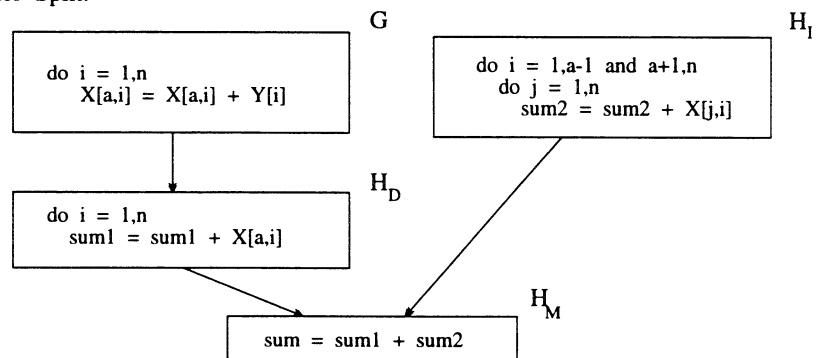 G
do i = 1,n
X[a,i] = X[a,i] + Y[i]
H_I
do i = 1,a-1 and a+1,n
do j = 1,n
sum2 = sum2 + X[j,i]
H_D
do i = 1,n
sum1 = sum1 + X[a,i]
H_M
sum = sum1 + sum2